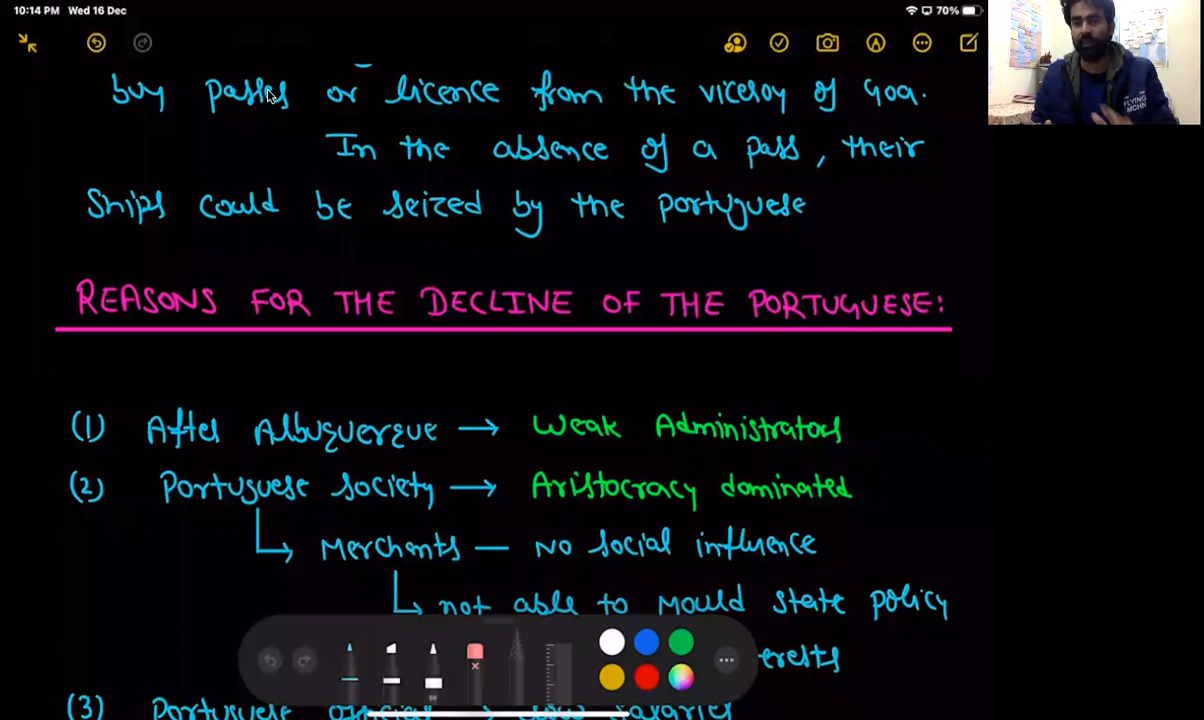 10:14 PM Wed 16 Dec
70%
buy passes or licence from the viceroy of Goa.
In the absence of a pass, their
ships could be seized by the portuguese
REASONS FOR THE DECLINE OF THE PORTUGUESE:
(1) After Albuquerque → Weak Administrators
(2) Portuguese society → Aristocracy dominated
Merchants — No social influence
not able to mould state policy
erests
(3) Portuguese
FLYING
MCHN